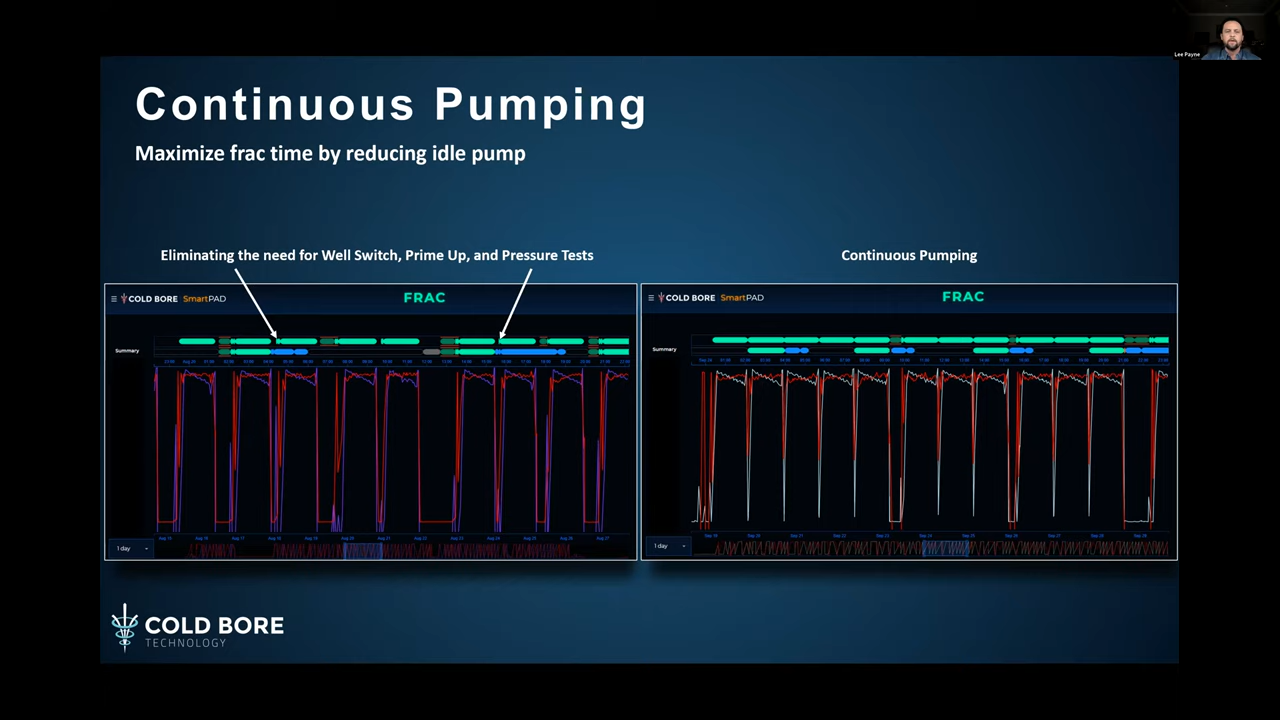 Lee Payne
Continuous Pumping
Maximize frac time by reducing idle pump
Eliminating the need for Well Switch, Prime Up, and Pressure Tests
Continuous Pumping
COLD BORE SmartPAD
FRAC
Summary
1 day
COLD BORE SmartPAD
FRAC
Summary
1 day
COLD BORE
TECHNOLOGY